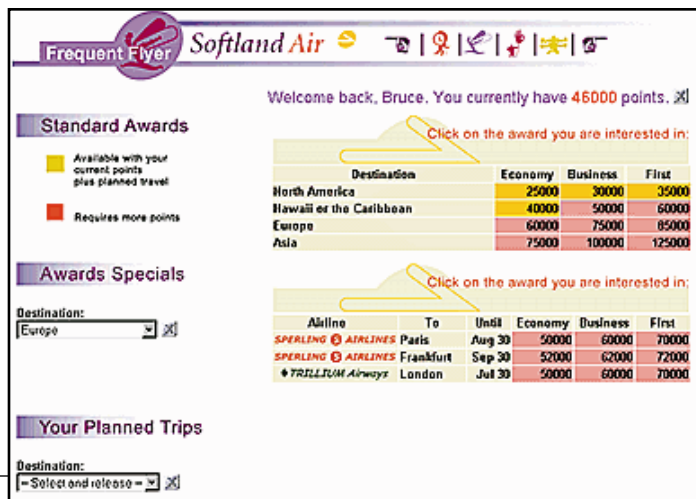 Frequent Flyer
Softland Air
Welcome back, Bruce. You currently have 46000 points.
Standard Awards
Available with your
current points
plus planned travel
Requires more points
Click on the award you are interested in:
Destination Economy Business First
North America 25000 30000 35000
Hawaii or the Caribbean 40000 50000 60000
Europe 60000 75000 85000
Asia 75000 100000 125000
Awards Specials
Destination:
Europe
Click on the award you are interested in:
Airline To Until Economy Business First
SPERLING S AIRLINES Paris Aug 30 50000 60000 70000
SPERLING S AIRLINES Frankfurt Sep 30 52000 62000 72000
TRILLIUM Airways London Jul 30 50000 60000 70000
Your Planned Trips
Destination:
-Select and release-